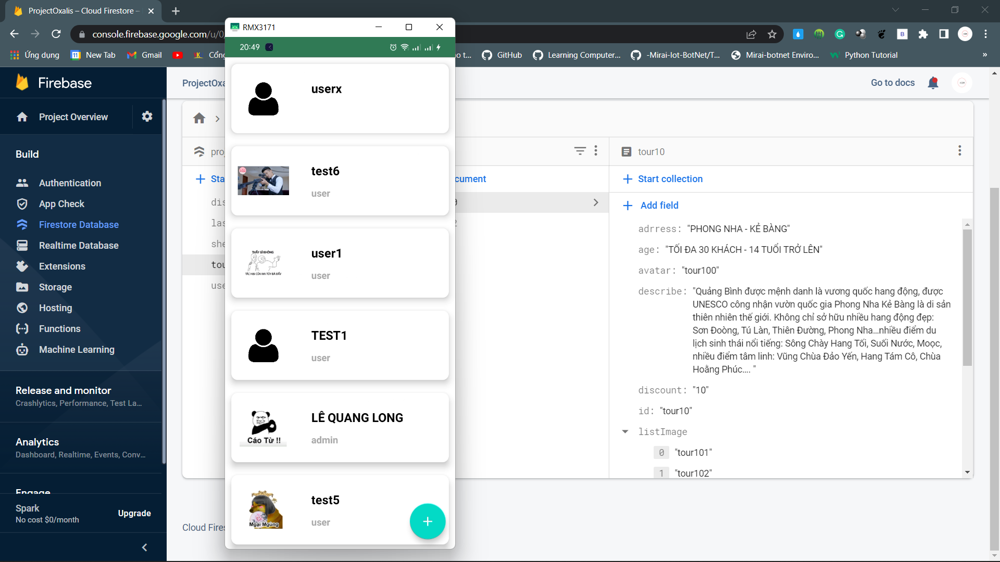 ProjectOxalis – Cloud Firestore –
RMX3171
console.firebase.google.com/u/0
Ứng dụng
New Tab
Gmail
Cổn
o t...
GitHub
Learning Computer...
-Mirai-Iot-BotNet/T...
Mirai-botnet Enviro...
Python Tutorial
»
20:49
Firebase
Project Overview
Build
Authentication
App Check
Firestore Database
Realtime Database
Extensions
Storage
Hosting
Functions
Machine Learning
Release and monitor
Crashlytics, Performance, Test La...
Analytics
Dashboard, Realtime, Events, Conv...
Engage
Spark
No cost $0/month
Upgrade
ProjectOxa
Go to docs
userx
test6
user
THẤY GÌ KHÔNG
TÁC HẠI CỦA MA TÚY ĐÁ ĐẤY
user1
user
TEST1
user
Cáo Từ !!
LÊ QUANG LONG
admin
Mgại Mgùng
test5
user
proj
Sta
dis
las
she
tou
use
cument
tour10
Start collection
Add field
adrress: "PHONG NHA - KẺ BÀNG"
age: "TỐI ĐA 30 KHÁCH - 14 TUỔI TRỞ LÊN"
avatar: "tour100"
describe: "Quảng Bình được mệnh danh là vương quốc hang động, được
UNESCO công nhận vườn quốc gia Phong Nha Kẻ Bàng là di sản
thiên nhiên thế giới. Không chỉ sở hữu nhiều hang động đẹp:
Sơn Đoòng, Tú Làn, Thiên Đường, Phong Nha...nhiều điểm du
lịch sinh thái nổi tiếng: Sông Chày Hang Tối, Suối Nước, Moọc,
nhiều điểm tâm linh: Vũng Chùa Đảo Yến, Hang Tám Cô, Chùa
Hoằng Phúc.... "
discount: "10"
id: "tour10"
listImage
0 "tour101"
1 "tour102"
Cloud Fires